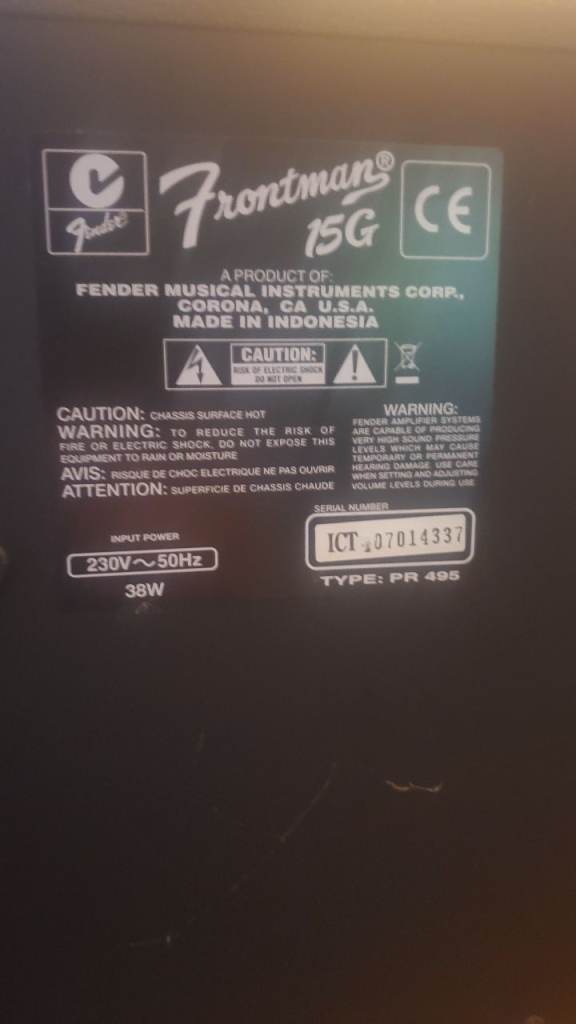 Fender
Frontman®
15G
CE
A PRODUCT OF:
FENDER MUSICAL INSTRUMENTS CORP.,
CORONA, CA U.S.A.
MADE IN INDONESIA
CAUTION:
RISK OF ELECTRIC SHOCK
DO NOT OPEN
CAUTION: CHASSIS SURFACE HOT
WARNING: TO REDUCE THE RISK OF
FIRE OR ELECTRIC SHOCK, DO NOT EXPOSE THIS
EQUIPMENT TO RAIN OR MOISTURE
AVIS: RISQUE DE CHOC ELECTRIQUE NE PAS OUVRIR
ATTENTION: SUPERFICIE DE CHASSIS CHAUDE
WARNING:
FENDER AMPLIFIER SYSTEMS
ARE CAPABLE OF PRODUCING
VERY HIGH SOUND PRESSURE
LEVELS WHICH MAY CAUSE
TEMPORARY OR PERMANENT
HEARING DAMAGE. USE CARE
WHEN SETTING AND ADJUSTING
VOLUME LEVELS DURING USE.
INPUT POWER
230V~50Hz
38W
SERIAL NUMBER
ICT 07014337
TYPE: PR 495